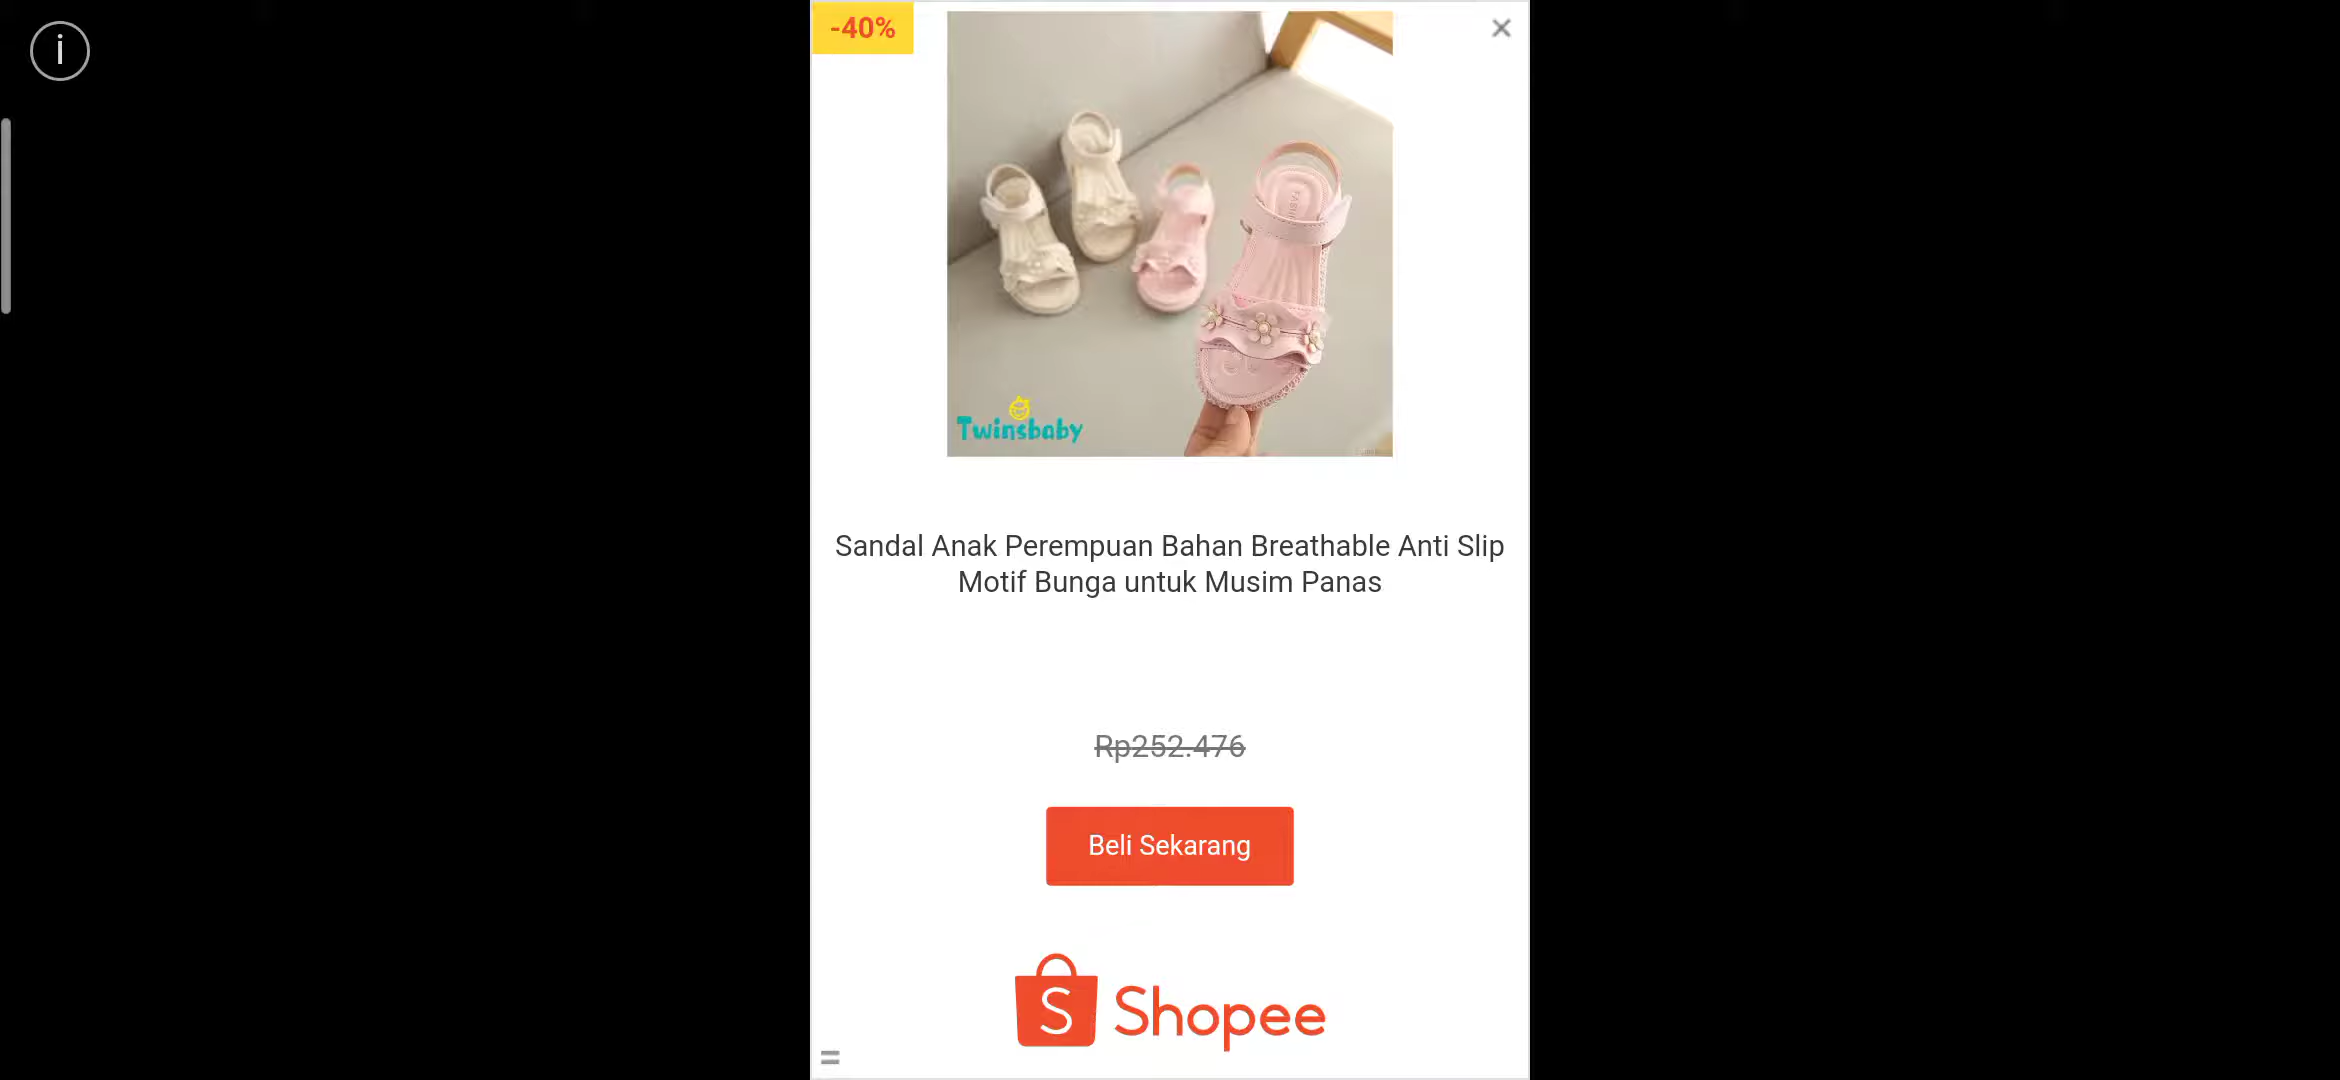 -40%
Twinsbaby
Sandal Anak Perempuan Bahan Breathable Anti Slip
Motif Bunga untuk Musim Panas
Rp252.476
Beli Sekarang
S Shopee